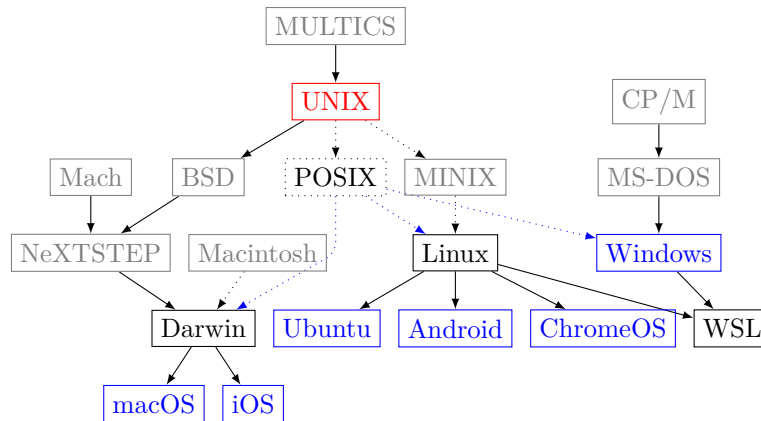 MULTICS
UNIX
CP/M
Mach
BSD
POSIX
MINIX
MS-DOS
NeXTSTEP
Macintosh
Linux
Windows
Darwin
Ubuntu
Android
ChromeOS
WSL
macOS
iOS